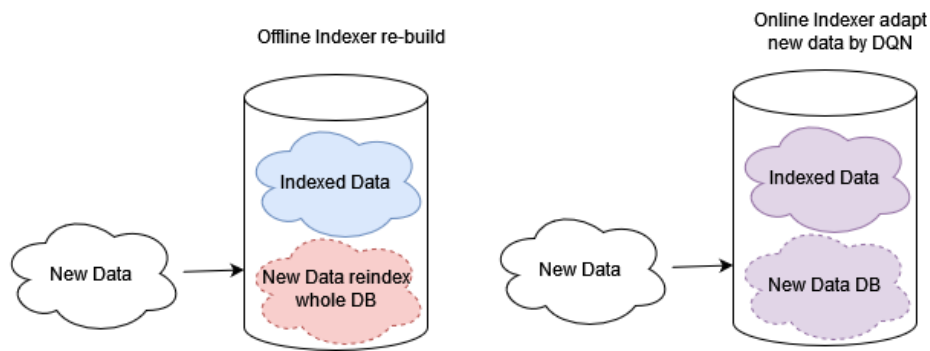 Offline Indexer re-build
Indexed Data
New Data
New Data reindex
whole DB
Online Indexer adapt
new data by DQN
Indexed Data
New Data
New Data DB